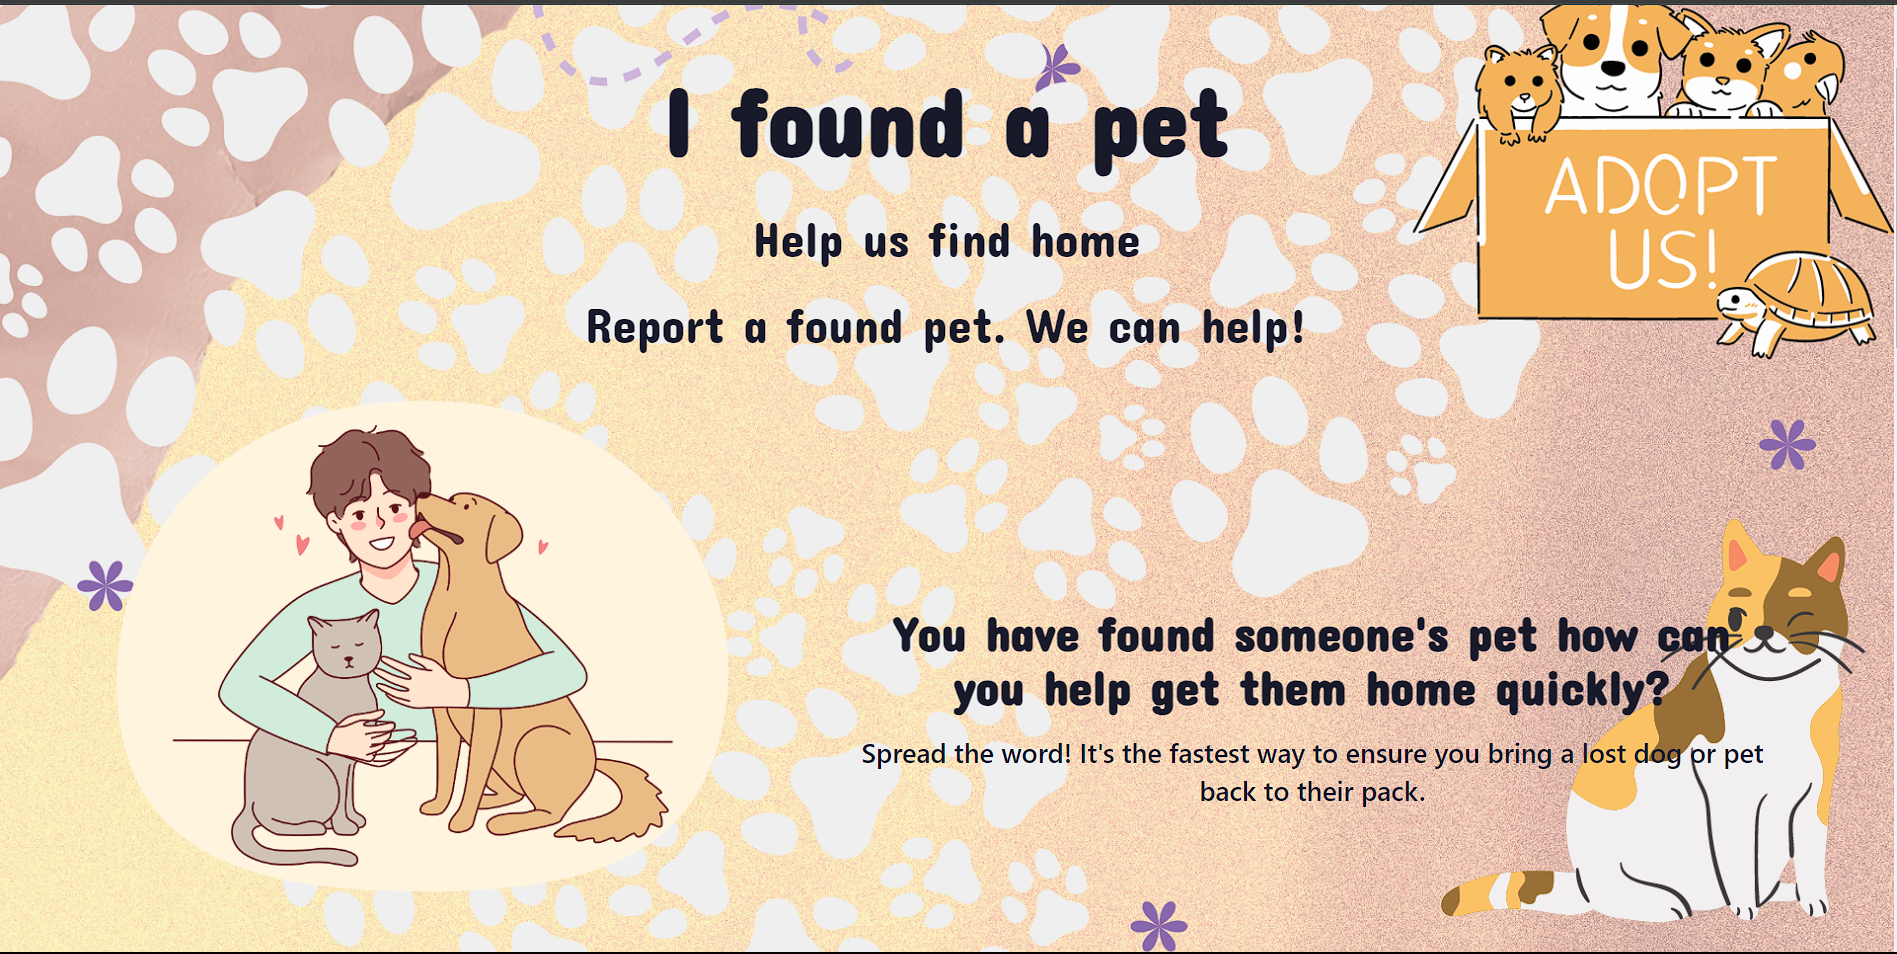 I found a pet
ADOPT
US!
Help us find home
Report a found pet. We can help!
You have found someone's pet how can
you help get them home quickly?
Spread the word! It's the fastest way to ensure you bring a lost dog or pet
back to their pack.